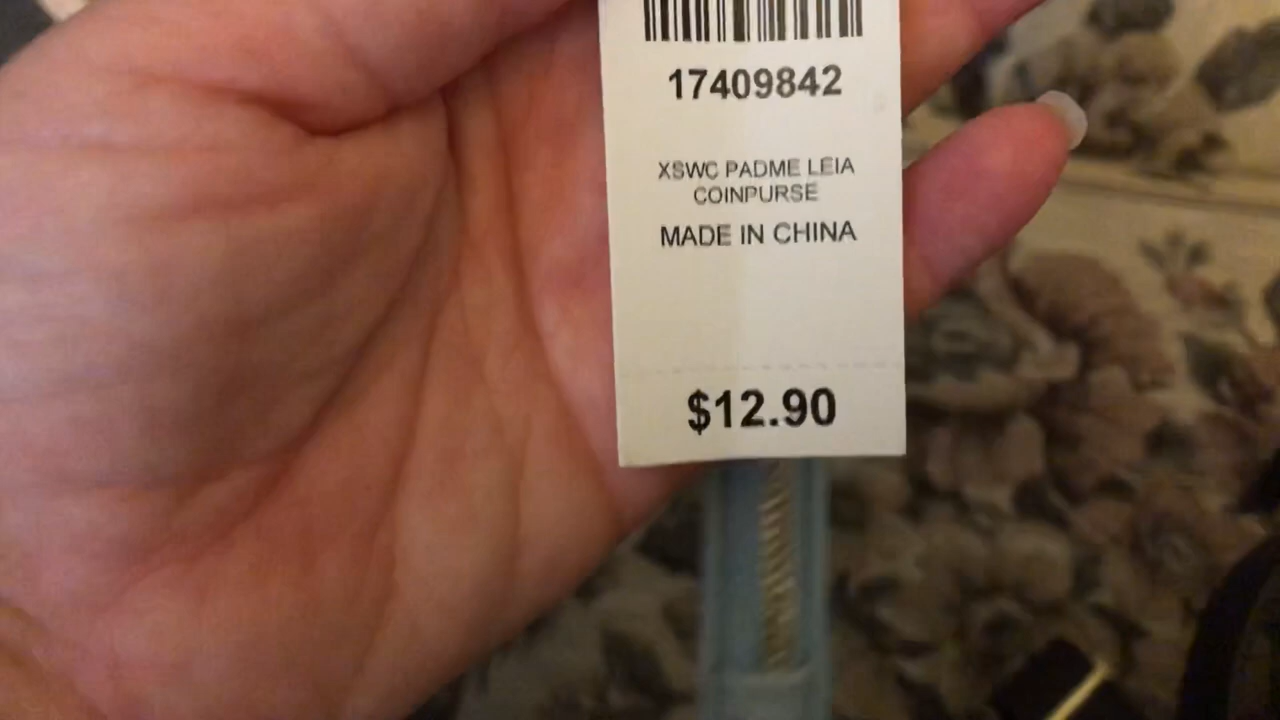 17409842
XSWC PADME LEIA
COINPURSE
MADE IN CHINA
$12.90